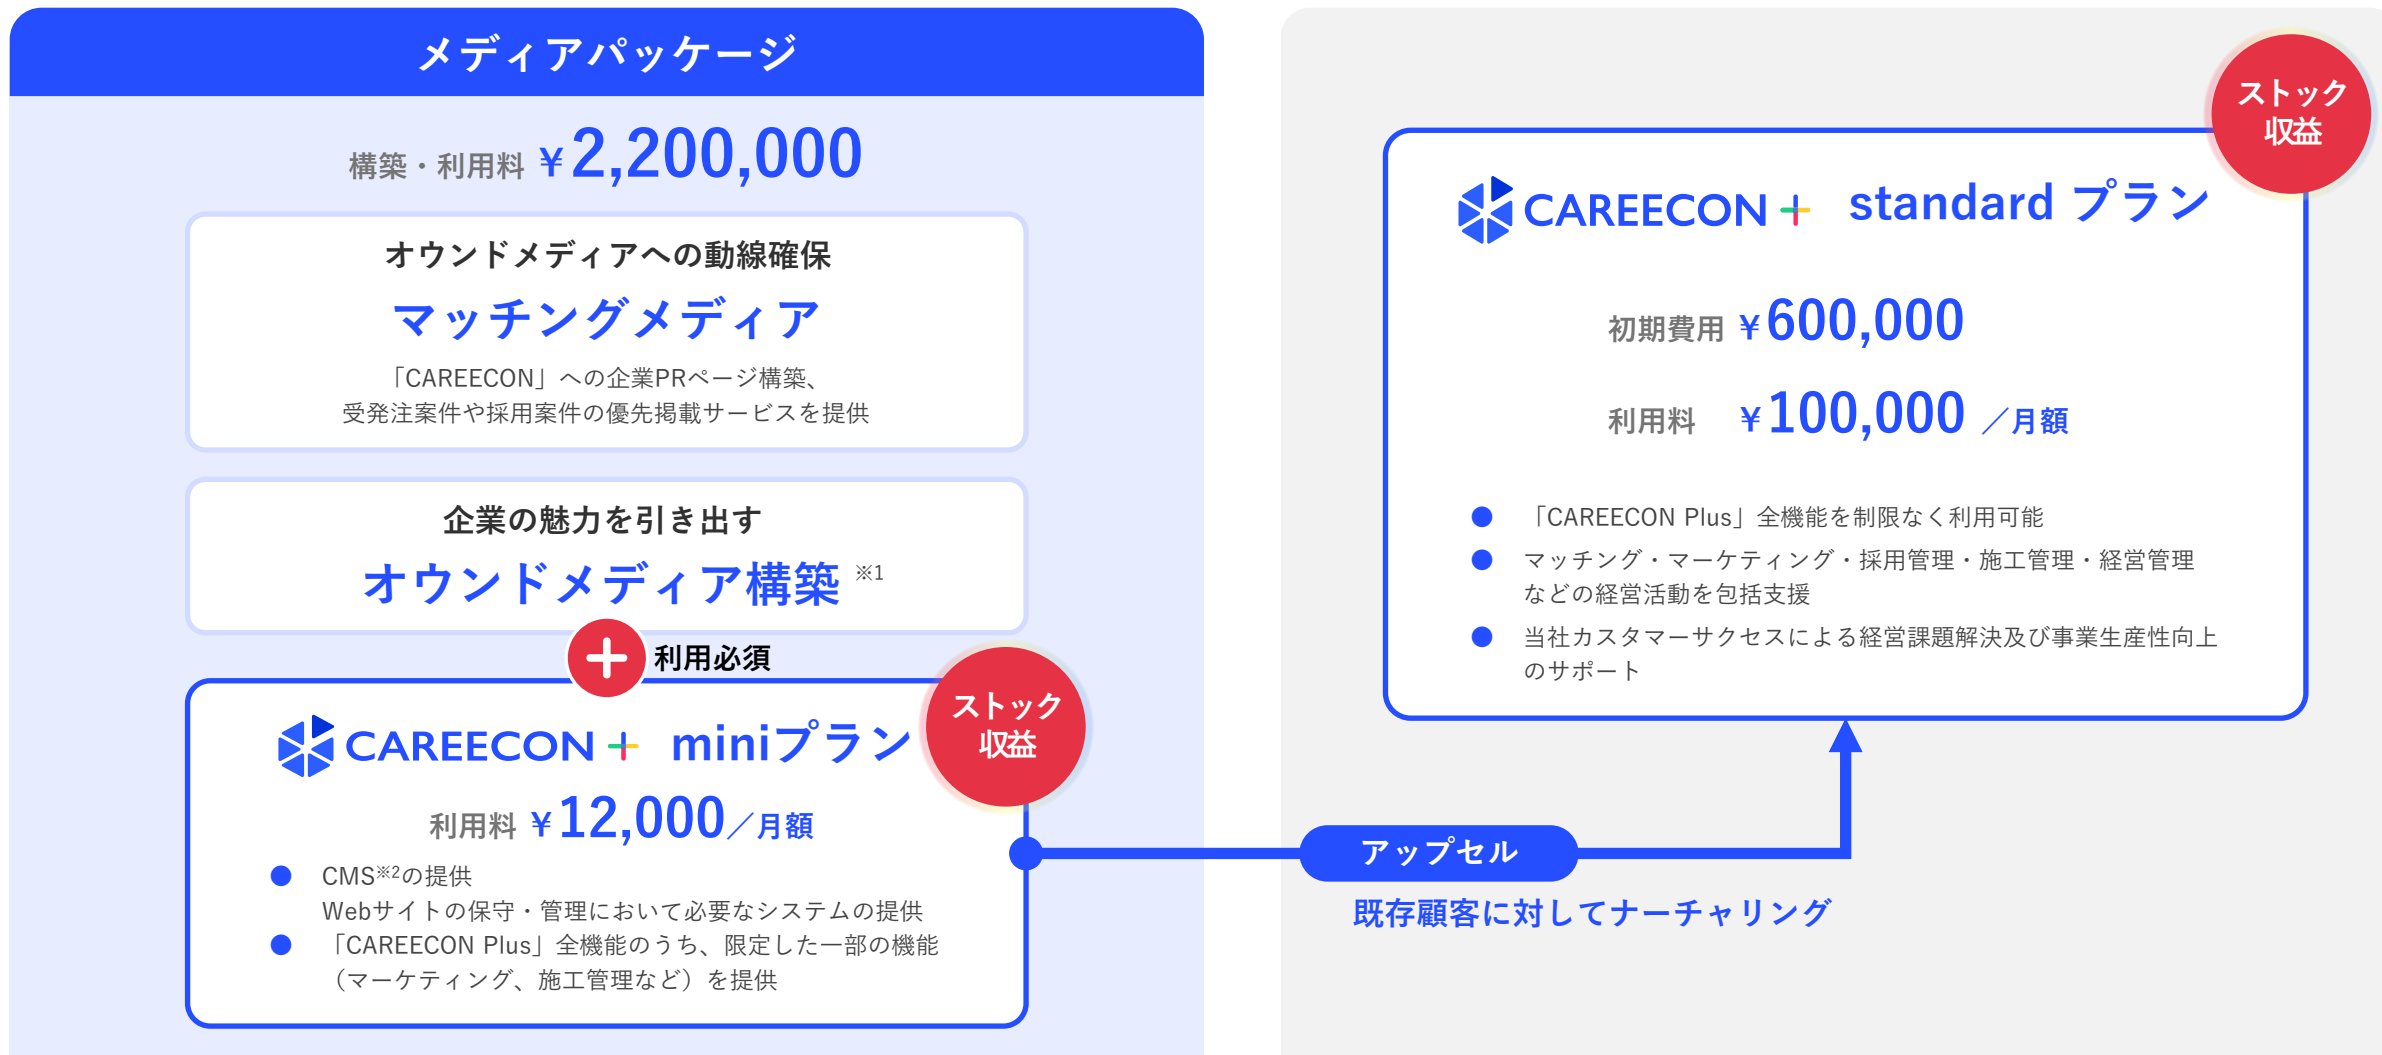 メディアパッケージ
構築・利用料 ¥2,200,000
オウンドメディアへの動線確保
マッチングメディア
「CAREECON」への企業PRページ構築、
受発注案件や採用案件の優先掲載サービスを提供
企業の魅力を引き出す
オウンドメディア構築 ※1
利用必須
CAREECON + miniプラン
ストック
収益
利用料 ¥12,000／月額
CMS※2の提供
Webサイトの保守・管理において必要なシステムの提供
「CAREECON Plus」全機能のうち、限定した一部の機能
（マーケティング、施工管理など）を提供
ストック
収益
CAREECON + standard プラン
初期費用 ¥600,000
利用料 ¥100,000 ／月額
「CAREECON Plus」全機能を制限なく利用可能
マッチング・マーケティング・採用管理・施工管理・経営管理
などの経営活動を包括支援
当社カスタマーサクセスによる経営課題解決及び事業生産性向上
のサポート
アップセル
既存顧客に対してナーチャリング